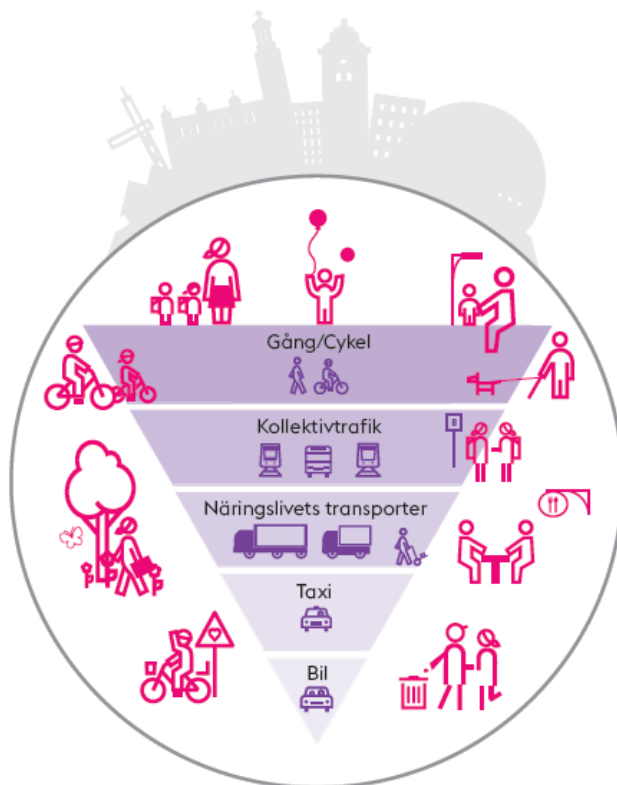 Gång/Cykel
Kollektivtrafik
Näringslivets transporter
Taxi
Bil